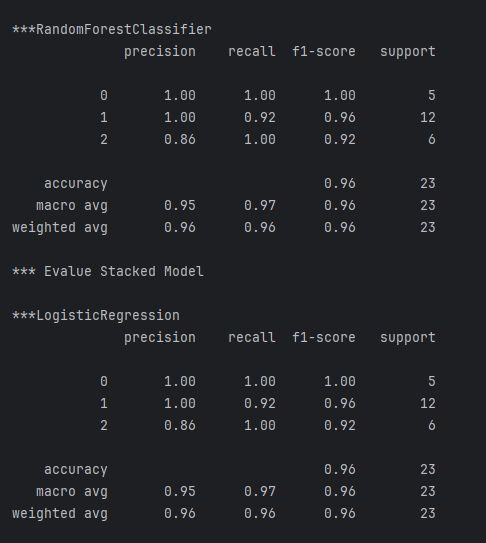 ***RandomForestClassifier
precision recall f1-score support
0 1.00 1.00 1.00 5
1 1.00 0.92 0.96 12
2 0.86 1.00 0.92 6
accuracy 0.96 23
macro avg 0.95 0.97 0.96 23
weighted avg 0.96 0.96 0.96 23
*** Evalue Stacked Model
***LogisticRegression
precision recall f1-score support
0 1.00 1.00 1.00 5
1 1.00 0.92 0.96 12
2 0.86 1.00 0.92 6
accuracy 0.96 23
macro avg 0.95 0.97 0.96 23
weighted avg 0.96 0.96 0.96 23